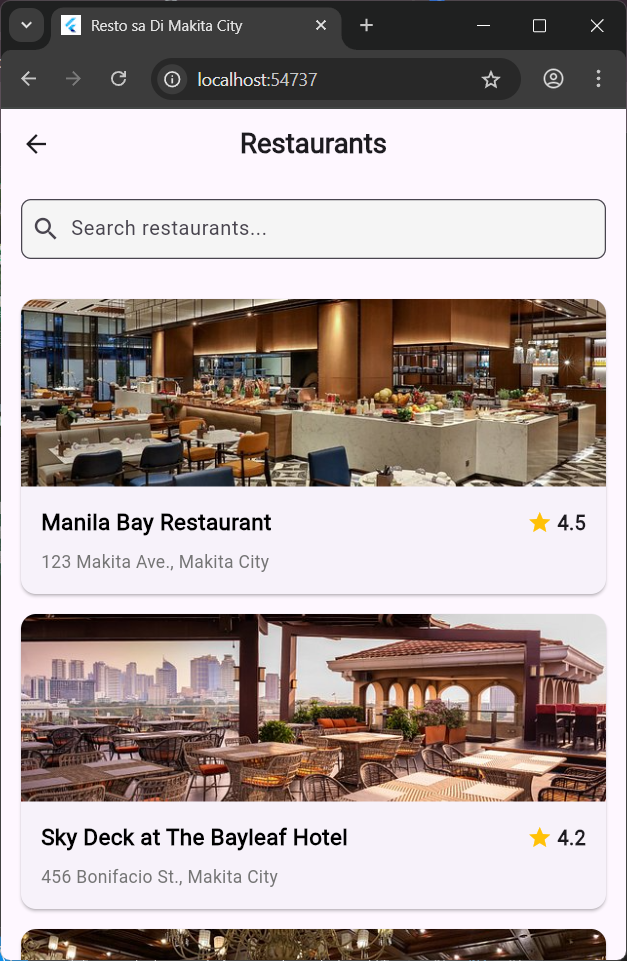 Resto sa Di Makita City
localhost:54737
Restaurants
Search restaurants...
Manila Bay Restaurant
4.5
123 Makita Ave., Makita City
Sky Deck at The Bayleaf Hotel
4.2
456 Bonifacio St., Makita City